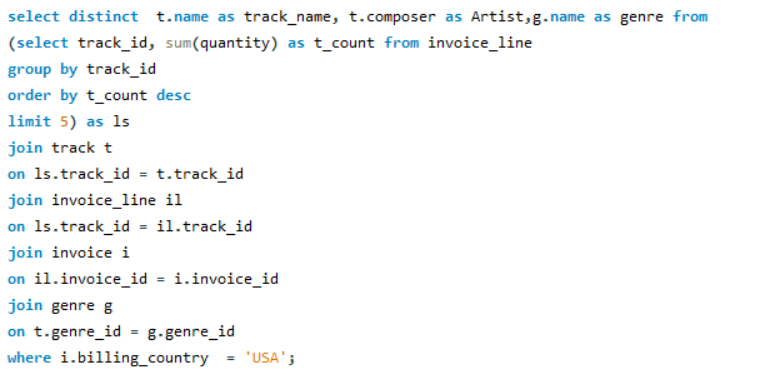 select distinct  t.name as track_name, t.composer as Artist,g.name as genre from
(select track_id, sum(quantity) as t_count from invoice_line
group by track_id
order by t_count desc
limit 5) as ls
join track t
on ls.track_id = t.track_id
join invoice_line il
on ls.track_id = il.track_id
join invoice i
on il.invoice_id = i.invoice_id
join genre g
on t.genre_id = g.genre_id
where i.billing_country  = 'USA';